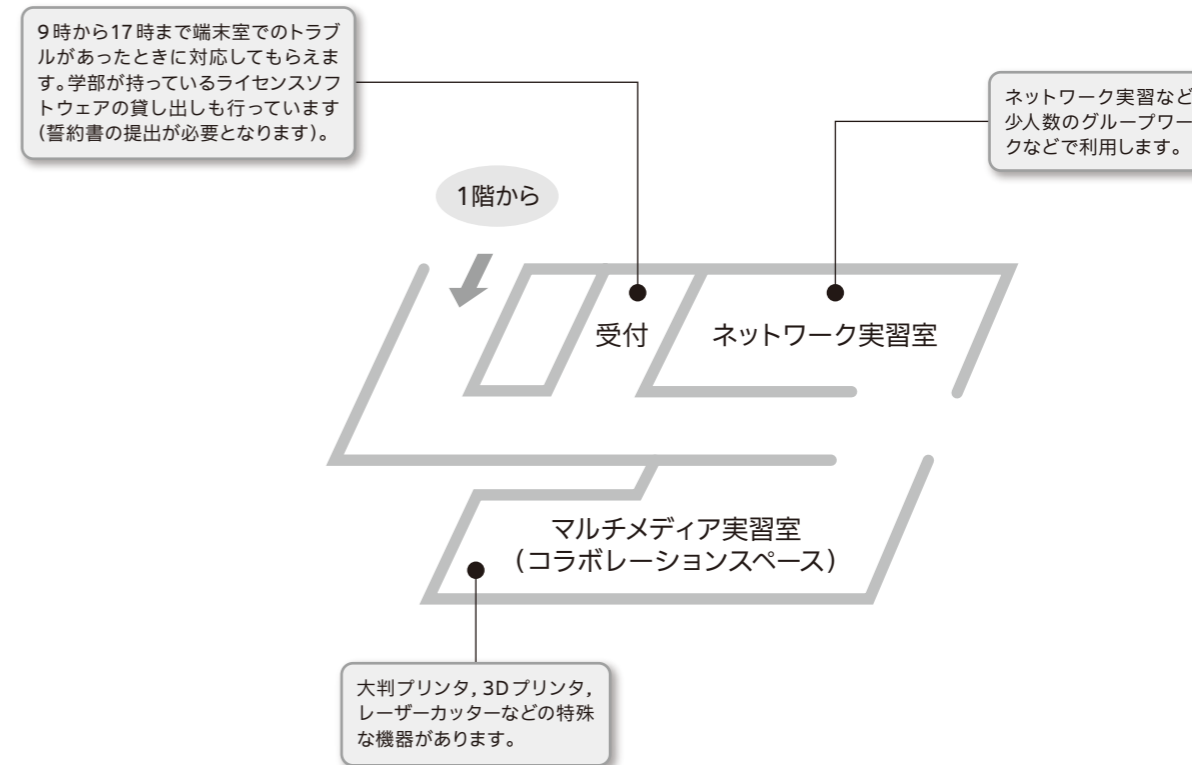 9時から17時まで端末室でのトラブ
ルがあったときに対応してもらえま
す。学部が持っているライセンスソフ
トウェアの貸し出しも行っています
(誓約書の提出が必要となります)。
ネットワーク実習など
少人数のグループワー
クなどで利用します。
1階から
受付
ネットワーク実習室
マルチメディア実習室
(コラボレーションスペース)
大判プリンタ, 3Dプリンタ,
レーザーカッターなどの特殊
な機器があります。